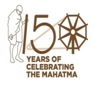 150
YEARS OF
CELEBRATING
THE MAHATMA